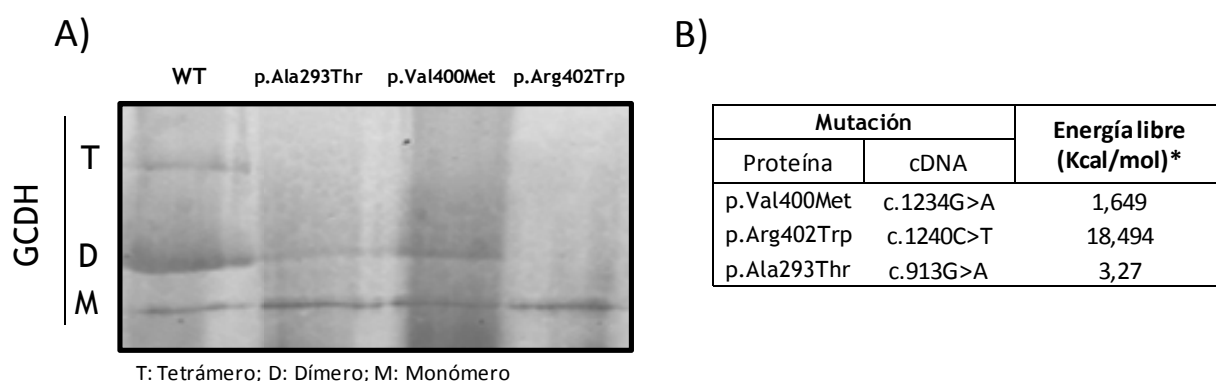 A)
WT p.Ala293Thr p.Val400Met p.Arg402Trp
GCDH
T
D
M
T: Tetrámero; D: Dímero; M: Monómero
B)
Mutación
Energía libre
(Kcal/mol)*
Proteína cDNA
p.Val400Met c.1234G>A 1,649
p.Arg402Trp c.1240C>T 18,494
p.Ala293Thr c.913G>A 3,27